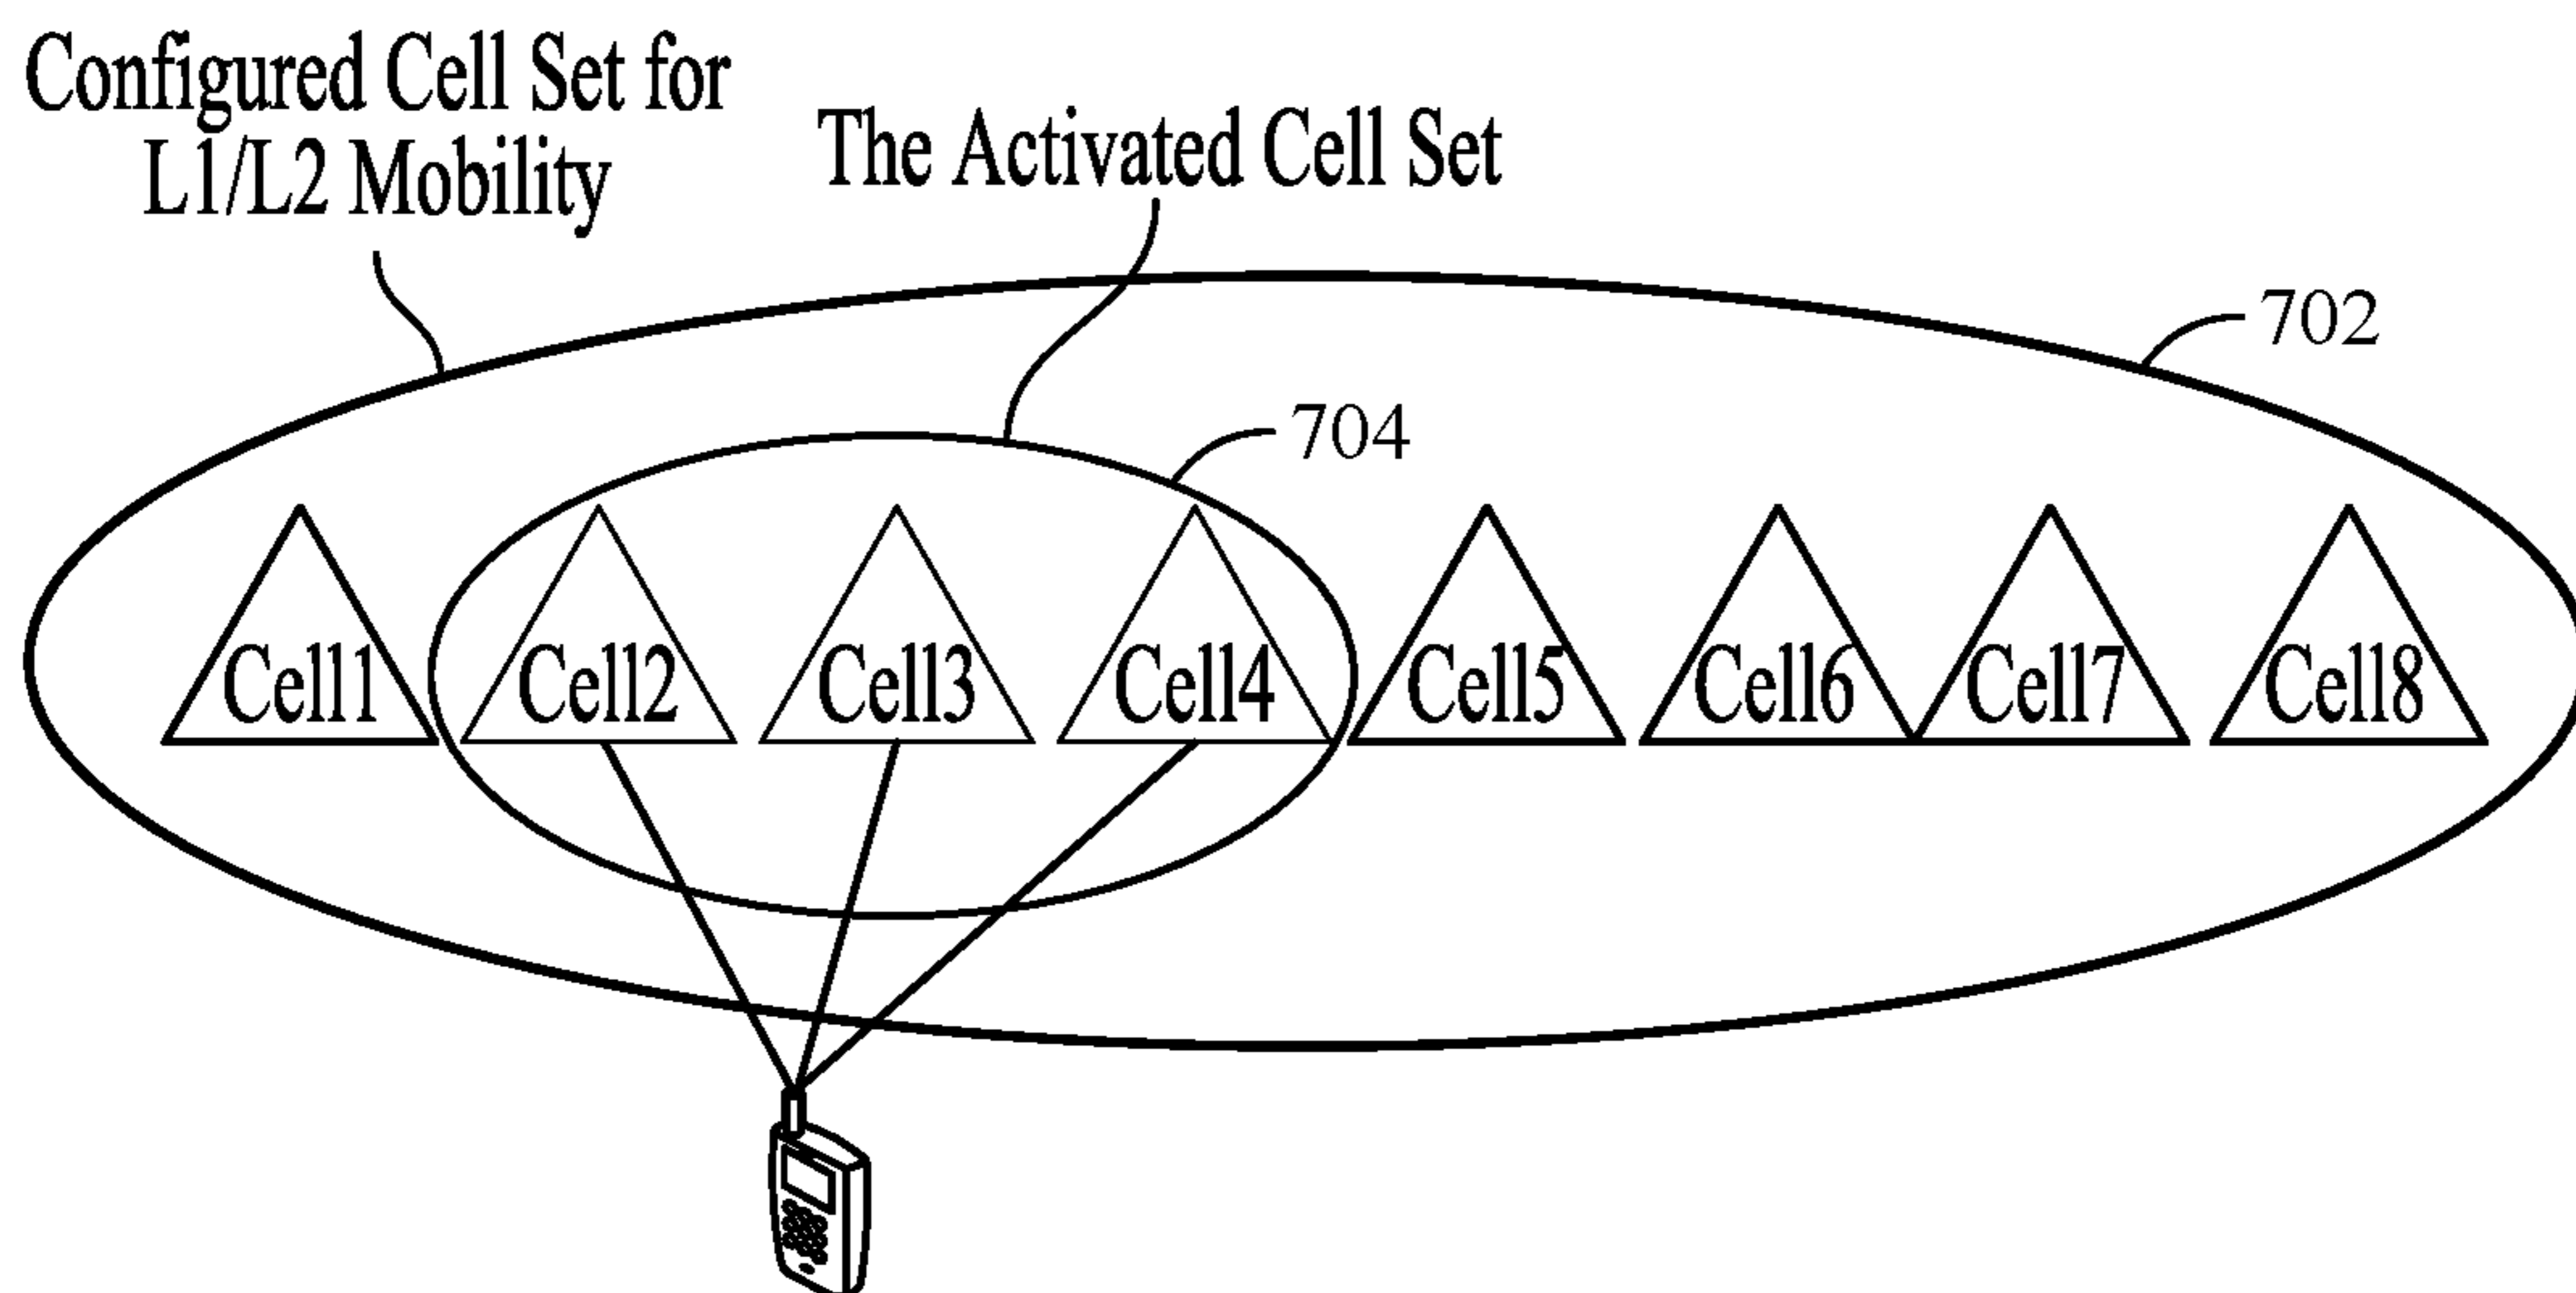 Configured Cell Set for
L1/L2 Mobility
The Activated Cell Set
702
704
Cell1 Cell2 Cell3 Cell4 Cell5 Cell6 Cell7 Cell8